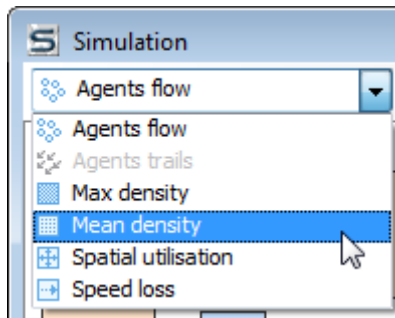 Simulation
Agents flow
Agents flow
Agents trails
Max density
Mean density
Spatial utilisation
Speed loss